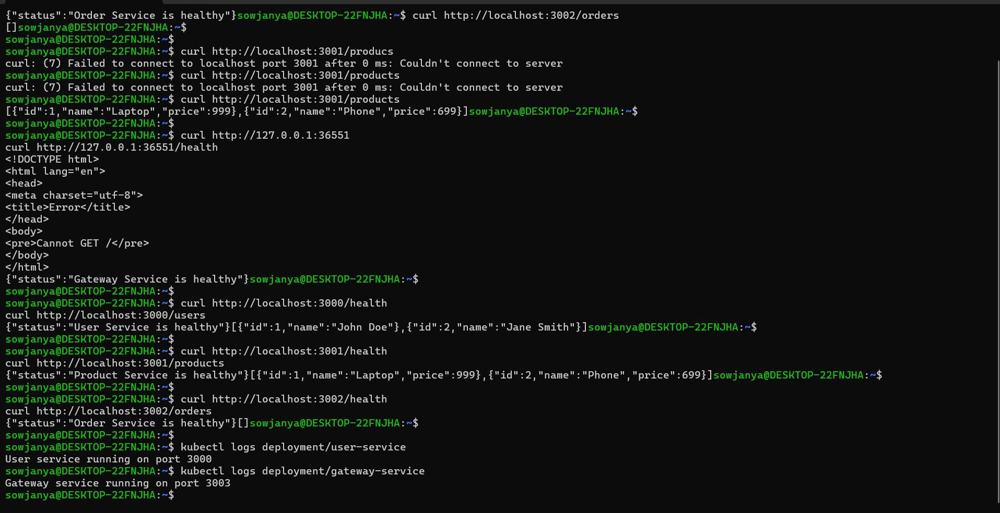 {"status":"Order Service is healthy"}sowjanya@DESKTOP-22FNJHA:~$ curl http://localhost:3002/orders
[]sowjanya@DESKTOP-22FNJHA:~$
sowjanya@DESKTOP-22FNJHA:~$
sowjanya@DESKTOP-22FNJHA:~$ curl http://localhost:3001/producs
curl: (7) Failed to connect to localhost port 3001 after 0 ms: Couldn't connect to server
sowjanya@DESKTOP-22FNJHA:~$ curl http://localhost:3001/products
curl: (7) Failed to connect to localhost port 3001 after 0 ms: Couldn't connect to server
sowjanya@DESKTOP-22FNJHA:~$ curl http://localhost:3001/products
[{"id":1,"name":"Laptop","price":999},{"id":2,"name":"Phone","price":699}]sowjanya@DESKTOP-22FNJHA:~$
sowjanya@DESKTOP-22FNJHA:~$
sowjanya@DESKTOP-22FNJHA:~$ curl http://127.0.0.1:36551
curl http://127.0.0.1:36551/health
<!DOCTYPE html>
<html lang="en">
<head>
<meta charset="utf-8">
<title>Error</title>
</head>
<body>
<pre>Cannot GET /</pre>
</body>
</html>
{"status":"Gateway Service is healthy"}sowjanya@DESKTOP-22FNJHA:~$
sowjanya@DESKTOP-22FNJHA:~$
sowjanya@DESKTOP-22FNJHA:~$ curl http://localhost:3000/health
curl http://localhost:3000/users
{"status":"User Service is healthy"}[{"id":1,"name":"John Doe"},{"id":2,"name":"Jane Smith"}]sowjanya@DESKTOP-22FNJHA:~$
sowjanya@DESKTOP-22FNJHA:~$
sowjanya@DESKTOP-22FNJHA:~$ curl http://localhost:3001/health
curl http://localhost:3001/products
{"status":"Product Service is healthy"}[{"id":1,"name":"Laptop","price":999},{"id":2,"name":"Phone","price":699}]sowjanya@DESKTOP-22FNJHA:~$
sowjanya@DESKTOP-22FNJHA:~$
sowjanya@DESKTOP-22FNJHA:~$ curl http://localhost:3002/health
curl http://localhost:3002/orders
{"status":"Order Service is healthy"}[]sowjanya@DESKTOP-22FNJHA:~$
sowjanya@DESKTOP-22FNJHA:~$
sowjanya@DESKTOP-22FNJHA:~$ kubectl logs deployment/user-service
User service running on port 3000
sowjanya@DESKTOP-22FNJHA:~$ kubectl logs deployment/gateway-service
Gateway service running on port 3003
sowjanya@DESKTOP-22FNJHA:~$